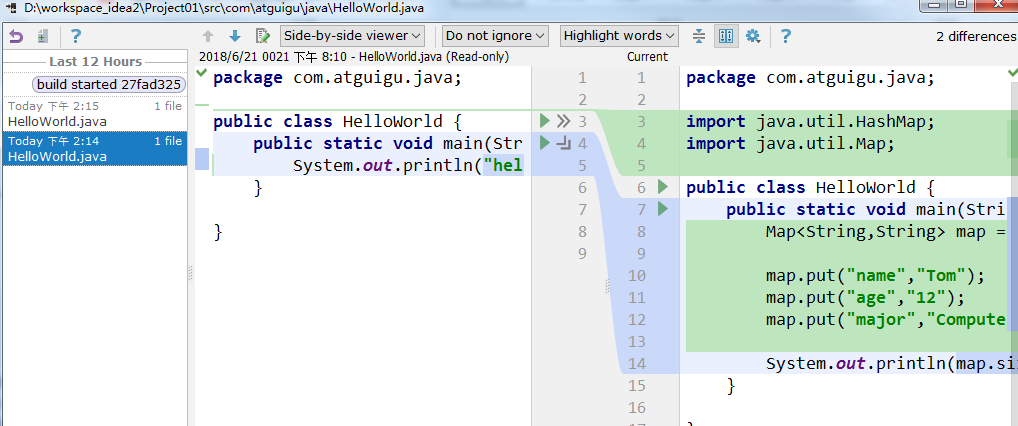 D:\workspace_idea2\Project01\src\com\atguigu\java\HelloWorld.java
Side-by-side viewer
Do not ignore
Highlight words
2 differences
Last 12 Hours
build started 27fad325
Today 下午 2:15 1 file
HelloWorld.java
Today 下午 2:14 1 file
HelloWorld.java
2018/6/21 0021 下午 8:10 - HelloWorld.java (Read-only)
package com.atguigu.java; 1
2
public class HelloWorld { 3
public static void main(Str 4
System.out.println("hel 5
} 6
7
} 8
9
Current
1 package com.atguigu.java;
2
3 import java.util.HashMap;
4 import java.util.Map;
5
6 public class HelloWorld {
7 public static void main(Stri
8 Map<String,String> map =
9
10 map.put("name","Tom");
11 map.put("age","12");
12 map.put("major","Compute
13
14 System.out.println(map.si
15 }
16